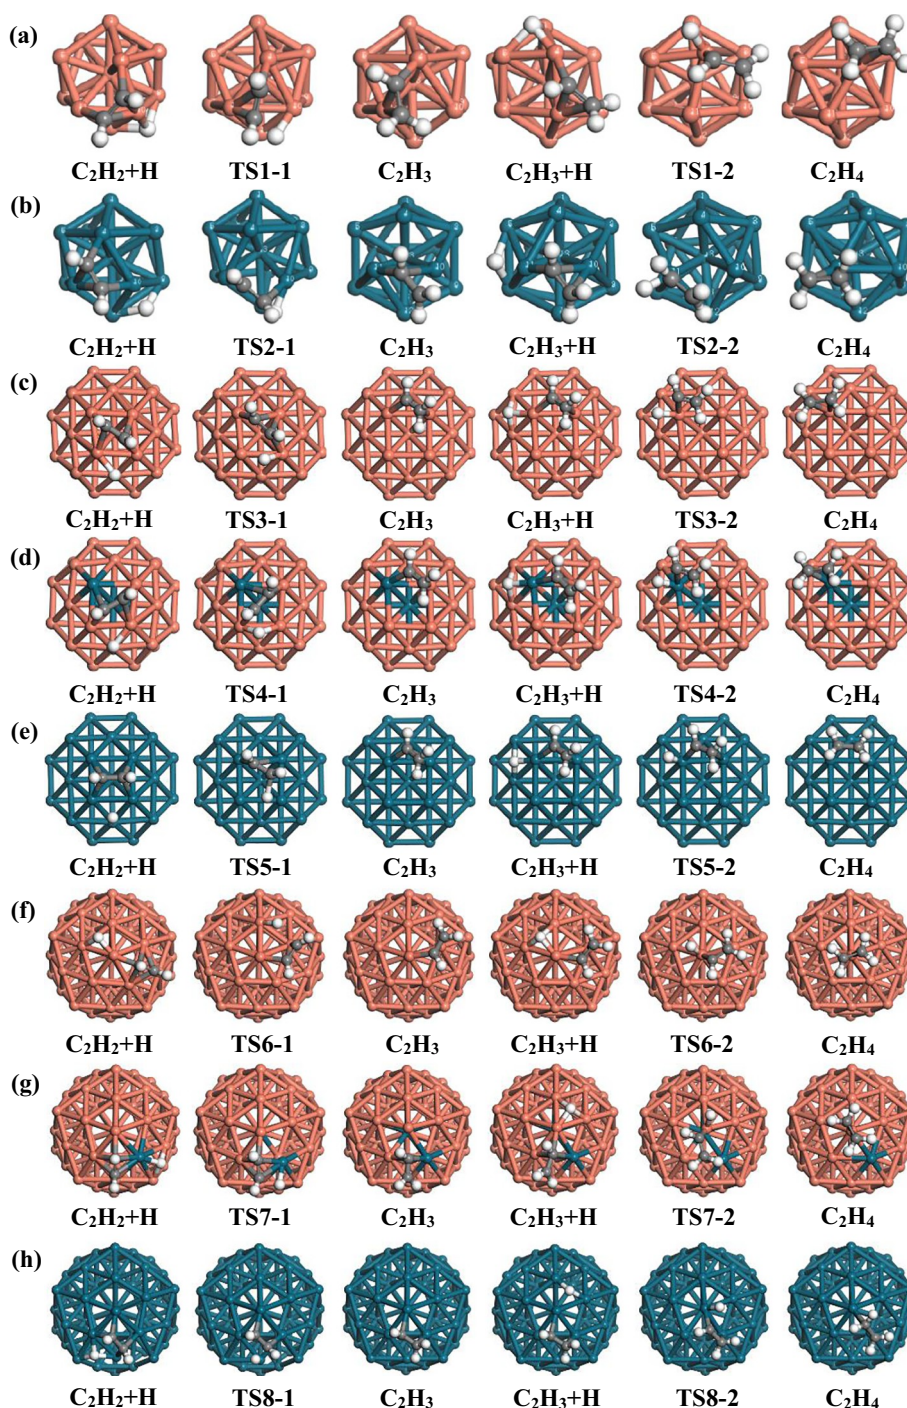 (a)
C₂H₂+H TS1-1 C₂H₃ C₂H₃+H TS1-2 C₂H₄
(b)
C₂H₂+H TS2-1 C₂H₃ C₂H₃+H TS2-2 C₂H₄
(c)
C₂H₂+H TS3-1 C₂H₃ C₂H₃+H TS3-2 C₂H₄
(d)
C₂H₂+H TS4-1 C₂H₃ C₂H₃+H TS4-2 C₂H₄
(e)
C₂H₂+H TS5-1 C₂H₃ C₂H₃+H TS5-2 C₂H₄
(f)
C₂H₂+H TS6-1 C₂H₃ C₂H₃+H TS6-2 C₂H₄
(g)
C₂H₂+H TS7-1 C₂H₃ C₂H₃+H TS7-2 C₂H₄
(h)
C₂H₂+H TS8-1 C₂H₃ C₂H₃+H TS8-2 C₂H₄